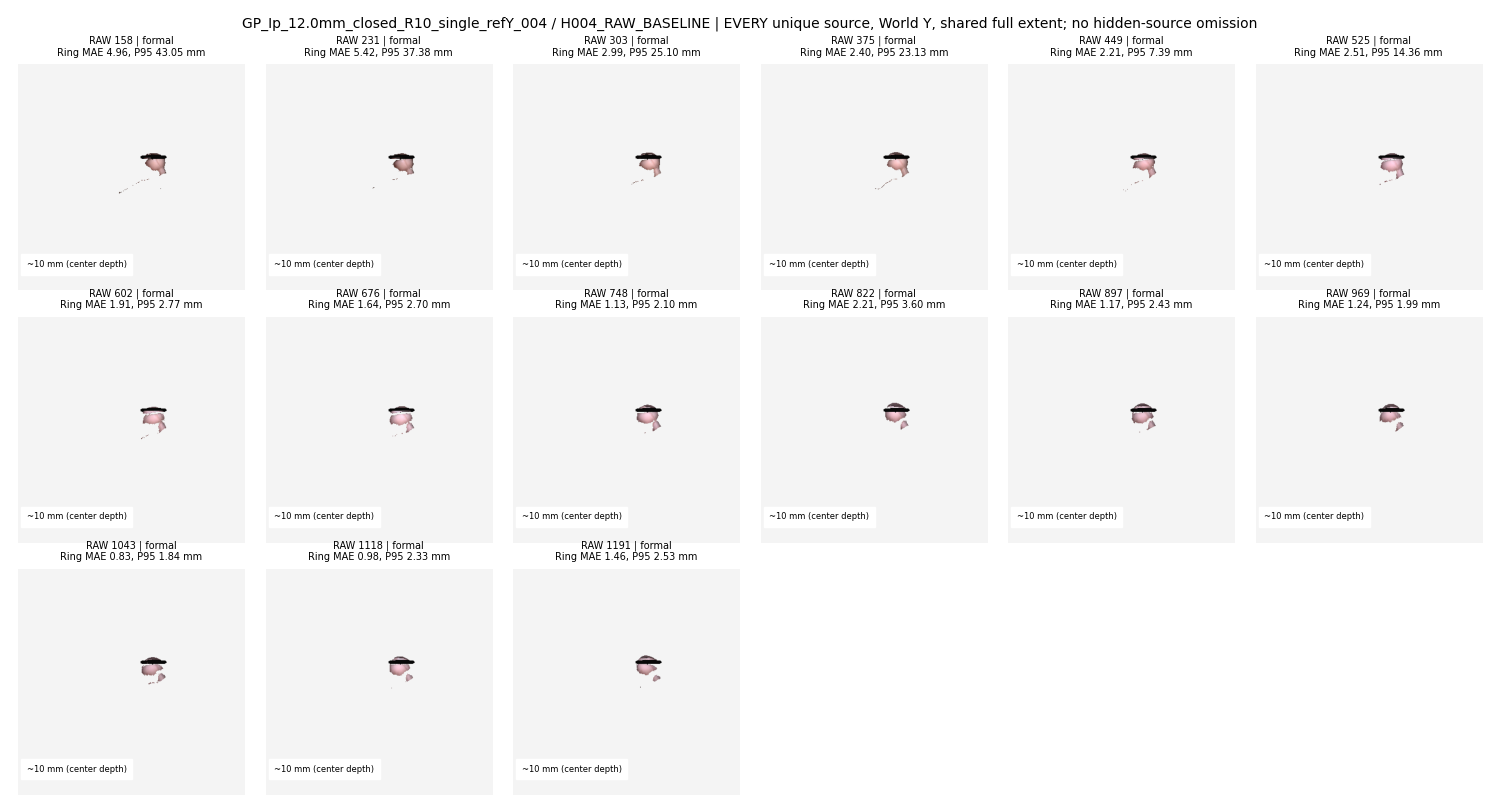 GP_Ip_12.0mm_closed_R10_single_refY_004 / H004_RAW_BASELINE | EVERY unique source, World Y, shared full extent; no hidden-source omission
RAW 158 | formal
Ring MAE 4.96, P95 43.05 mm
RAW 231 | formal
Ring MAE 5.42, P95 37.38 mm
RAW 303 | formal
Ring MAE 2.99, P95 25.10 mm
RAW 375 | formal
Ring MAE 2.40, P95 23.13 mm
RAW 449 | formal
Ring MAE 2.21, P95 7.39 mm
RAW 525 | formal
Ring MAE 2.51, P95 14.36 mm
~10 mm (center depth)
~10 mm (center depth)
~10 mm (center depth)
~10 mm (center depth)
~10 mm (center depth)
~10 mm (center depth)
RAW 602 | formal
Ring MAE 1.91, P95 2.77 mm
RAW 676 | formal
Ring MAE 1.64, P95 2.70 mm
RAW 748 | formal
Ring MAE 1.13, P95 2.10 mm
RAW 822 | formal
Ring MAE 2.21, P95 3.60 mm
RAW 897 | formal
Ring MAE 1.17, P95 2.43 mm
RAW 969 | formal
Ring MAE 1.24, P95 1.99 mm
~10 mm (center depth)
~10 mm (center depth)
~10 mm (center depth)
~10 mm (center depth)
~10 mm (center depth)
~10 mm (center depth)
RAW 1043 | formal
Ring MAE 0.83, P95 1.84 mm
RAW 1118 | formal
Ring MAE 0.98, P95 2.33 mm
RAW 1191 | formal
Ring MAE 1.46, P95 2.53 mm
~10 mm (center depth)
~10 mm (center depth)
~10 mm (center depth)